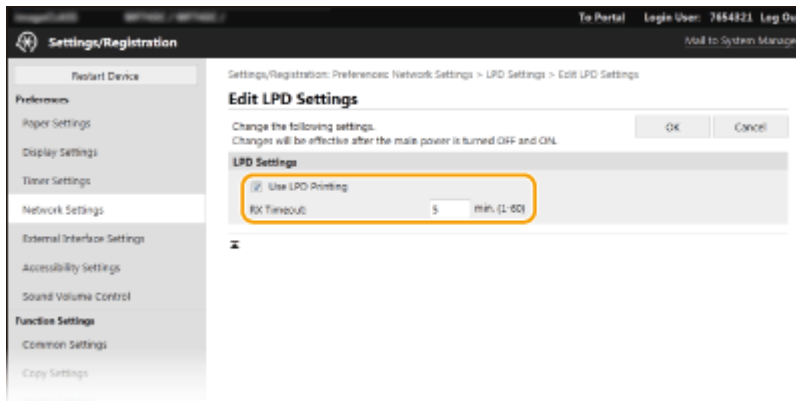 To Portal Login User: 7654321 Log Ou
Settings/Registration
Mail to System Manage
Restart Device
Preferences
Paper Settings
Display Settings
Timer Settings
Network Settings
External Interface Settings
Accessibility Settings
Sound Volume Control
Function Settings
Common Settings
Copy Settings
Settings/Registration: Preferences: Network Settings > LPD Settings > Edit LPD Settings
Edit LPD Settings
Change the following settings.
Changes will be effective after the main power is turned OFF and ON.
OK Cancel
LPD Settings
Use LPD Printing
RX Timeout: 5 min. (1-60)